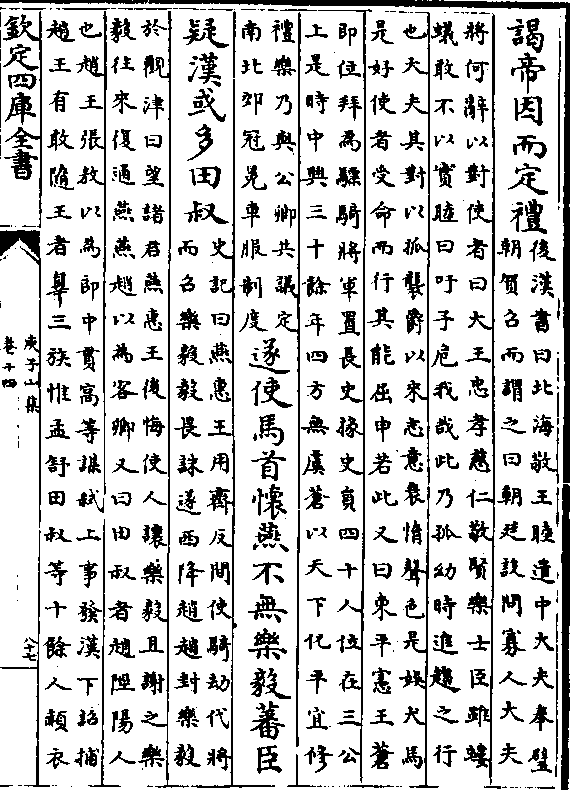 謁帝因而定禮後漢書曰北海敬王睦遣中大夫奉璧
朝賀召而謂之曰朝廷設問寡人大夫
將何辭以對使者曰大王忠孝慈仁敬賢樂士臣雖螻
蟻敢不以實睦曰吁子危我哉此乃孤幼時進趨之行
也大夫其對以孤襲爵以來志意衰惰聲色是娛犬馬
是好使者受命而行其能屈申若此又曰東平憲王蒼
即位拜為驃騎將軍置長史掾史員四十人位在三公
上是時中興三十餘年四方無虞蒼以天下化平宜修
禮樂乃與公卿共議定
南北郊冠冕車服制度
遂使馬首懷燕不無樂毅蕃臣
疑漢或多田叔史記曰燕惠王用齊反間使騎劫代將
而召樂毅毅畏誅遂西降趙趙封樂毅
於觀津曰望諸君燕惠王後悔使人讓樂毅且謝之樂
毅往來復通燕燕趙以為客卿又曰田叔者趙陘陽人
也趙王張敖以為郎中貫高等謀弒上事發漢下詔捕
趙王有敢隨王者辠三族惟孟舒田叔等十餘人赭衣
欽定四庫全書
庾子山集
卷十四
八十七